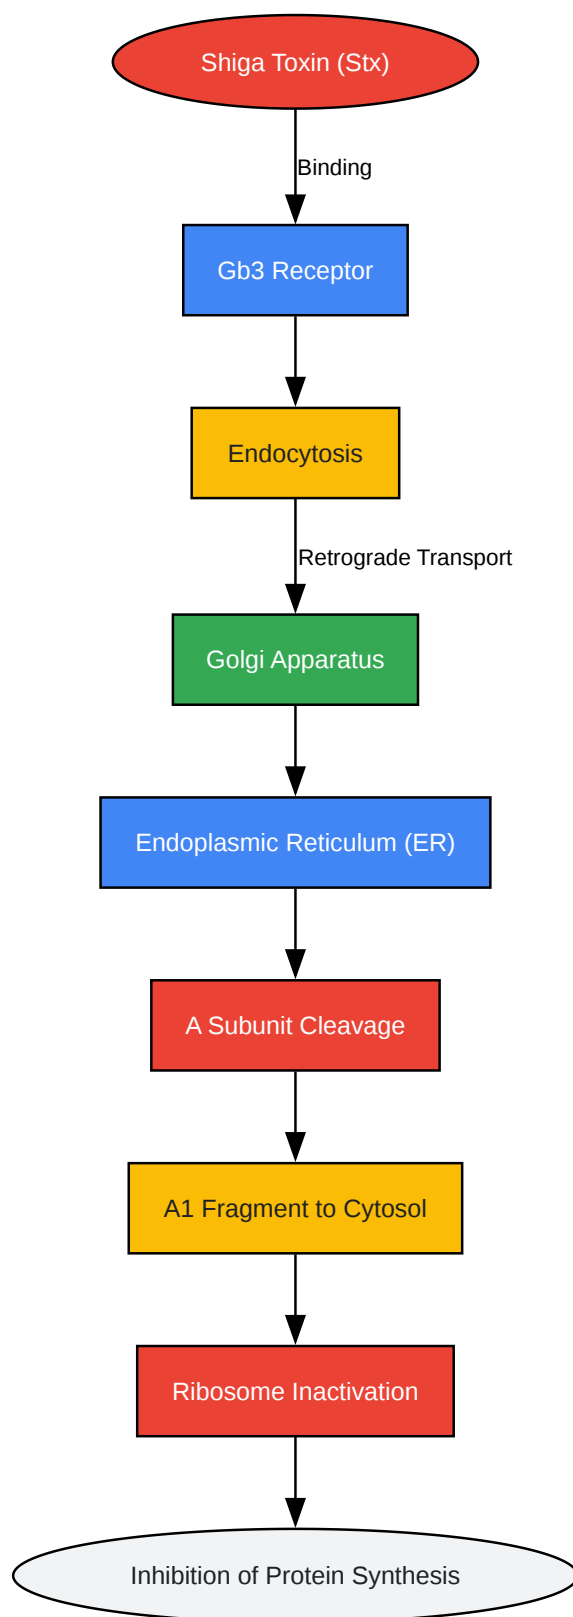 Shiga Toxin (Stx)
Binding
Gb3 Receptor
Endocytosis
Retrograde Transport
Golgi Apparatus
Endoplasmic Reticulum (ER)
A Subunit Cleavage
A1 Fragment to Cytosol
Ribosome Inactivation
Inhibition of Protein Synthesis